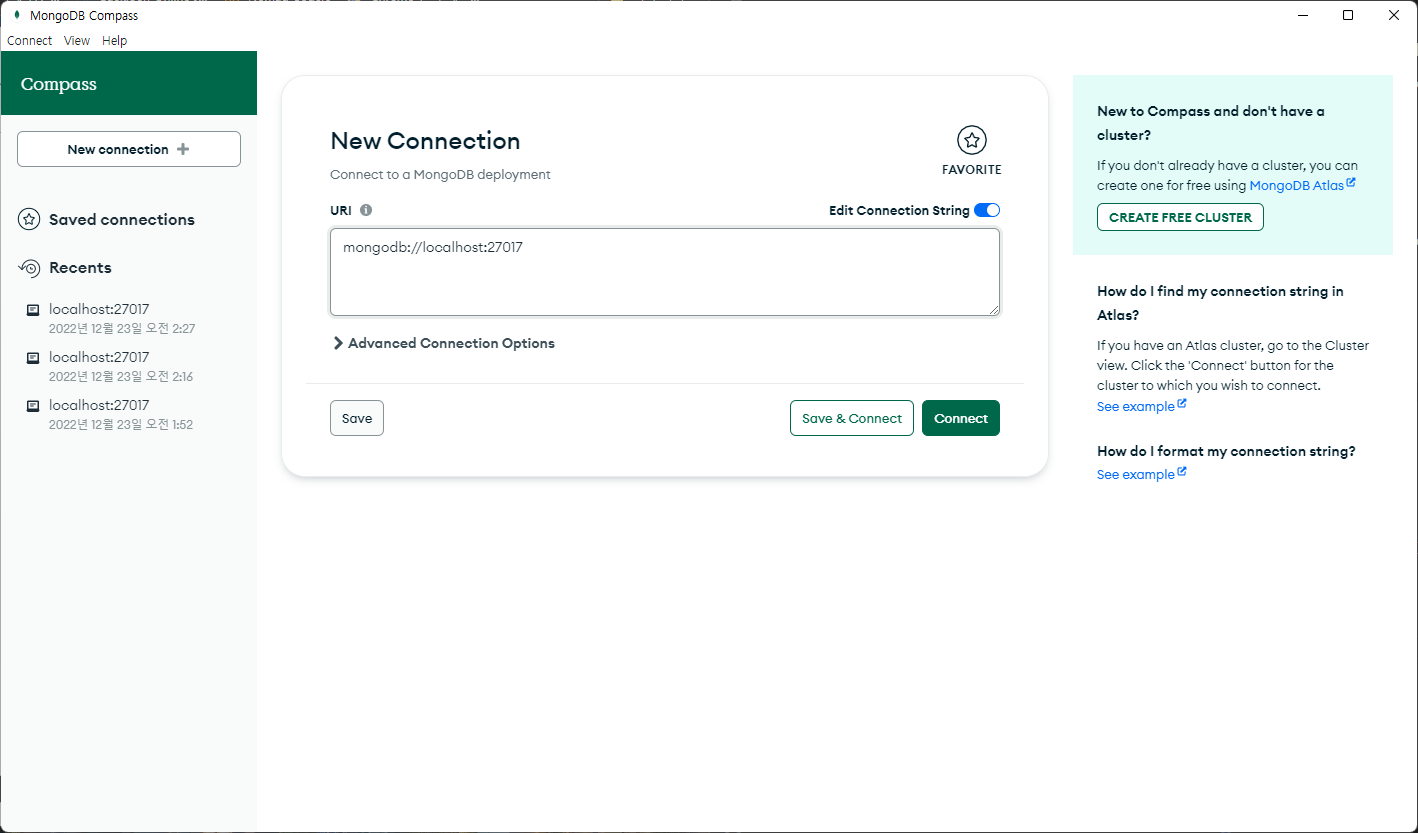 MongoDB Compass
Connect View Help
Compass
New connection
Saved connections
Recents
localhost:27017
2022년 12월 23일 오전 2:27
localhost:27017
2022년 12월 23일 오전 2:16
localhost:27017
2022년 12월 23일 오전 1:52
New Connection
Connect to a MongoDB deployment
FAVORITE
URI
Edit Connection String
mongodb://localhost:27017
Advanced Connection Options
Save
Save & Connect
Connect
New to Compass and don't have a
cluster?
If you don't already have a cluster, you can
create one for free using MongoDB Atlas
CREATE FREE CLUSTER
How do I find my connection string in
Atlas?
If you have an Atlas cluster, go to the Cluster
view. Click the 'Connect' button for the
cluster to which you wish to connect.
See example
How do I format my connection string?
See example